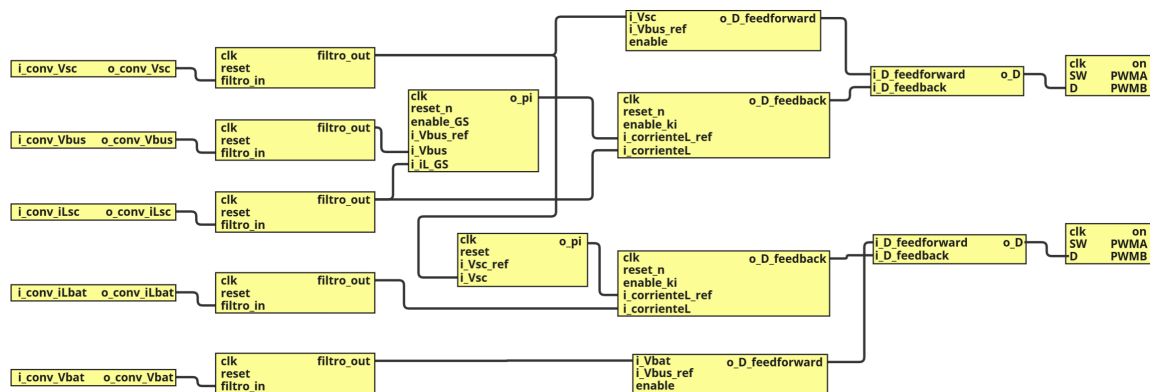 i_conv_Vsc o_conv_Vsc
clk filtro_out
reset
filtro_in
i_conv_Vbus o_conv_Vbus
clk filtro_out
reset
filtro_in
i_conv_iLsc o_conv_iLsc
clk filtro_out
reset
filtro_in
i_conv_iLbat o_conv_iLbat
clk filtro_out
reset
filtro_in
i_conv_Vbat o_conv_Vbat
clk filtro_out
reset
filtro_in
clk o_pi
reset_n
enable_GS
i_Vbus_ref
i_Vbus
i_iL_GS
clk o_pi
reset
i_Vsc_ref
i_Vsc
i_Vsc o_D_feedforward
i_Vbus_ref
enable
clk o_D_feedback
reset_n
enable_ki
i_corrienteL_ref
i_corrienteL
clk o_D_feedback
reset_n
enable_ki
i_corrienteL_ref
i_corrienteL
i_Vbat o_D_feedforward
i_Vbus_ref
enable
i_D_feedforward o_D
i_D_feedback
i_D_feedforward o_D
i_D_feedback
clk on
SW PWMA
D PWMB
clk on
SW PWMA
D PWMB